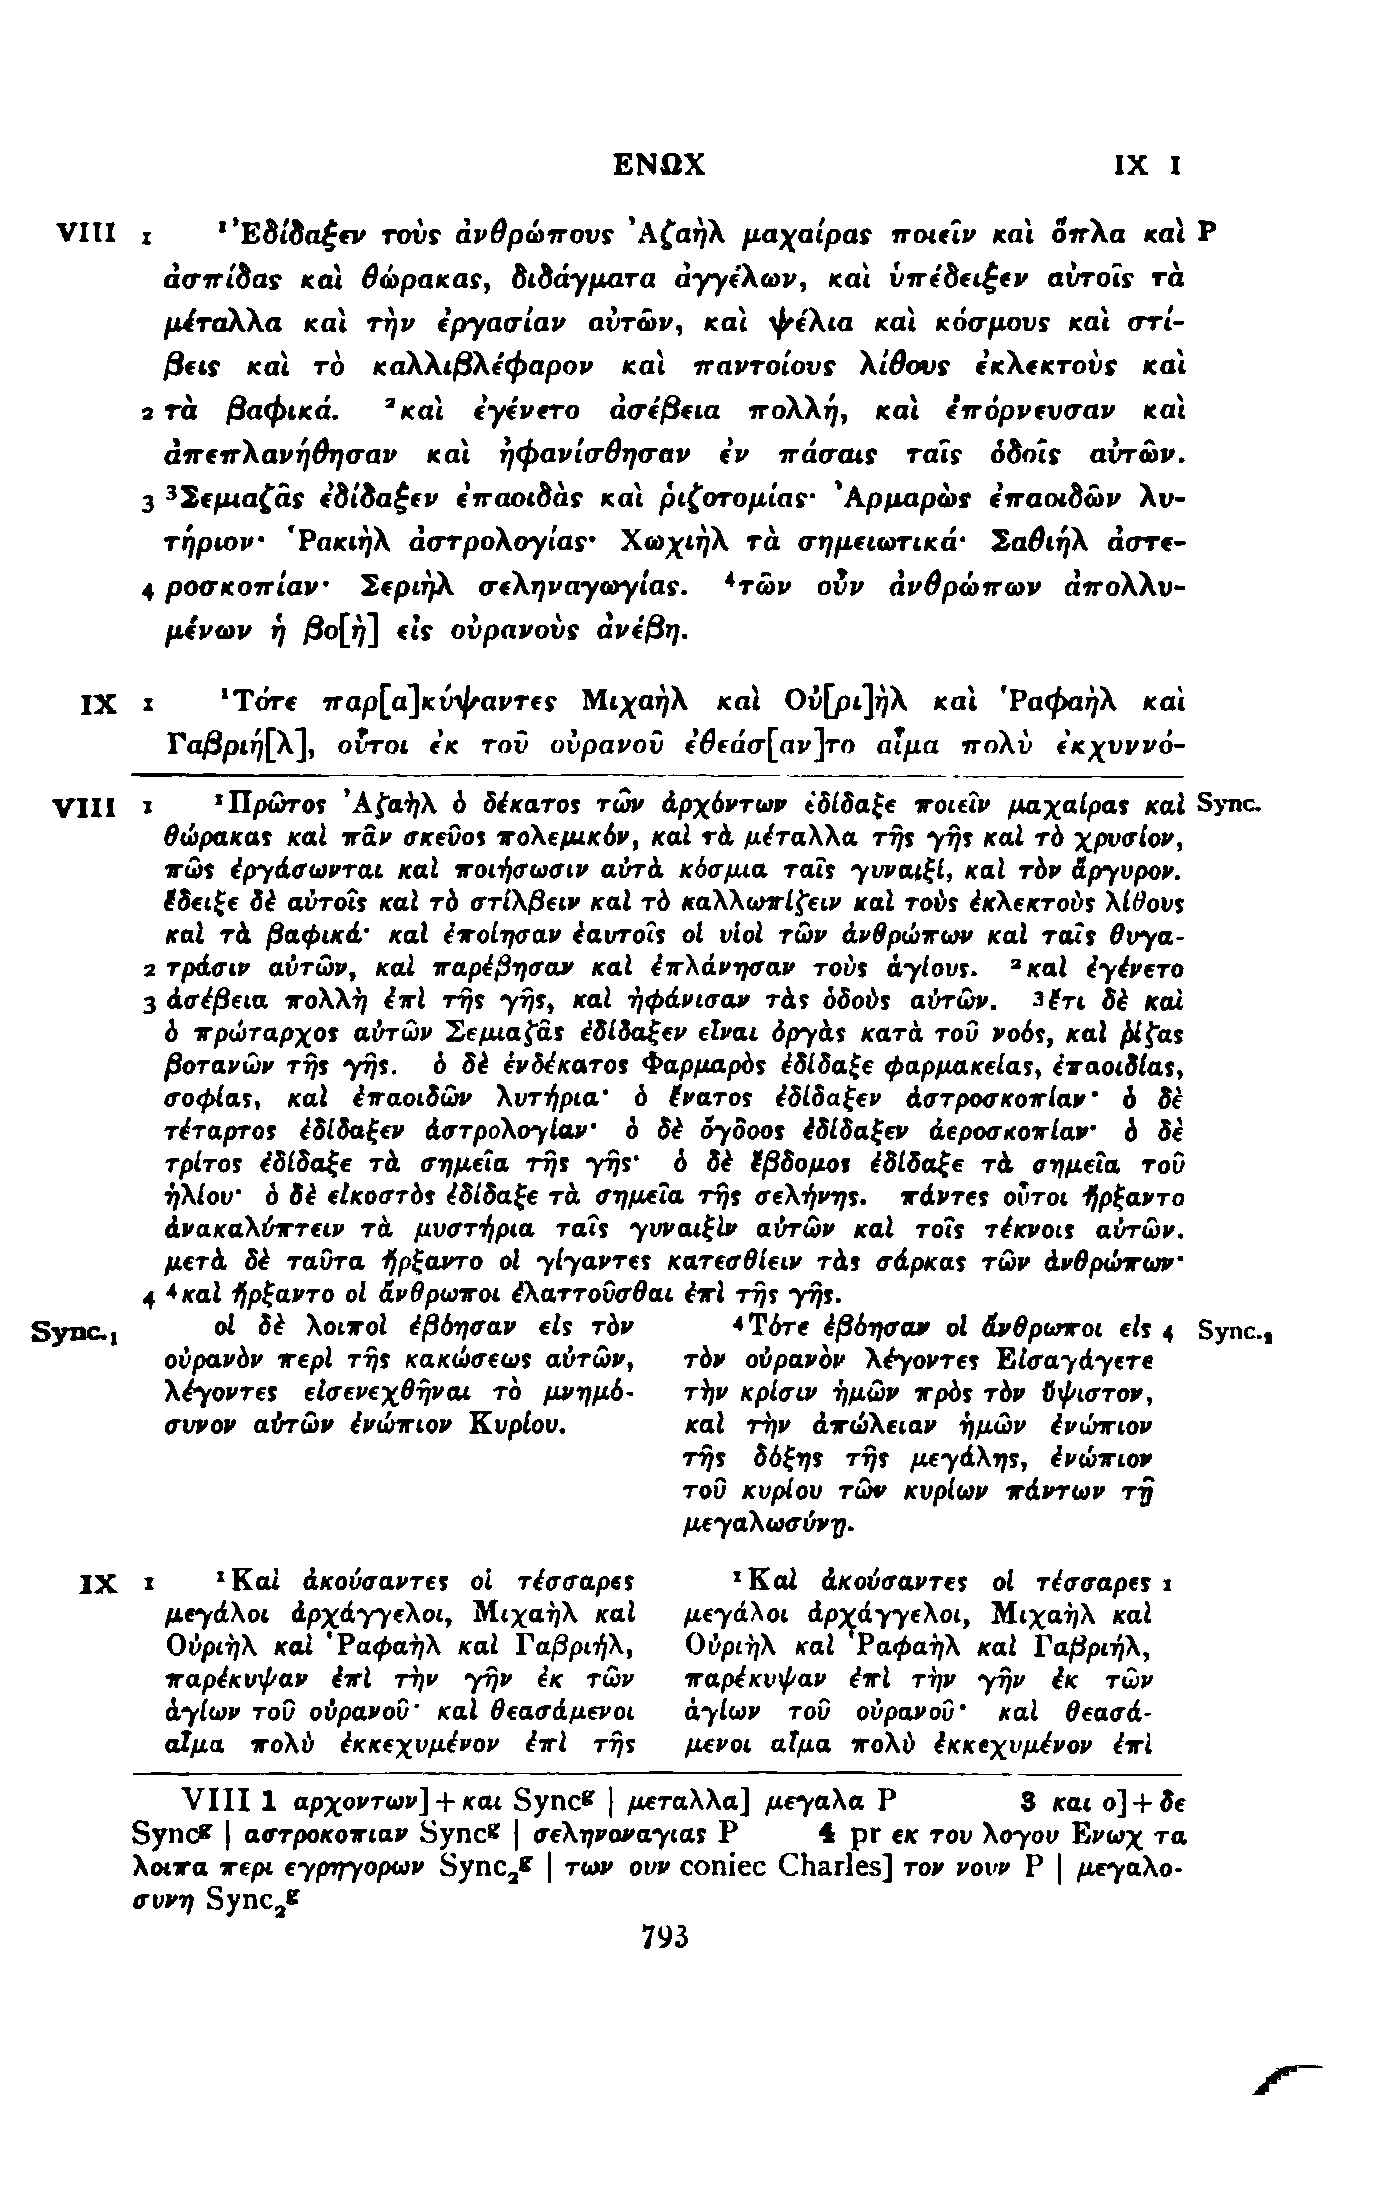 ΕΝΩΧ IX 1
VIII 1 ¹Ἐδίδαξεν τοὺς ἀνθρώπους Ἀζαὴλ μαχαίρας ποιεῖν καὶ ὅπλα καὶ P
ἀσπίδας καὶ θώρακας, διδάγματα ἀγγέλων, καὶ ὑπέδειξεν αὐτοῖς τὰ
μέταλλα καὶ τὴν ἐργασίαν αὐτῶν, καὶ ψέλια καὶ κόσμους καὶ στί-
βεις καὶ τὸ καλλιβλέφαρον καὶ παντοίους λίθους ἐκλεκτοὺς καὶ
2 τὰ βαφικά. ²καὶ ἐγένετο ἀσέβεια πολλή, καὶ ἐπόρνευσαν καὶ
ἀπεπλανήθησαν καὶ ἠφανίσθησαν ἐν πάσαις ταῖς ὁδοῖς αὐτῶν.
3 ³Σεμιαζᾶς ἐδίδαξεν ἐπαοιδὰς καὶ ῥιζοτομίας· Ἀρμαρὼς ἐπαοιδῶν λυ-
τήριον· Ῥακιὴλ ἀστρολογίας· Χωχιὴλ τὰ σημειωτικά· Σαθιὴλ ἀστε-
4 ροσκοπίαν· Σεριὴλ σεληναγωγίας. ⁴τῶν οὖν ἀνθρώπων ἀπολλυ-
μένων ἡ βο[ὴ] εἰς οὐρανοὺς ἀνέβη.
IX 1 ¹Τότε παρ[α]κύψαντες Μιχαὴλ καὶ Οὐ[ρι]ὴλ καὶ Ῥαφαὴλ καὶ
Γαβριή[λ], οὗτοι ἐκ τοῦ οὐρανοῦ ἐθεάσ[αν]το αἷμα πολὺ ἐκχυννό-
VIII 1 ¹Πρῶτος Ἀζαὴλ ὁ δέκατος τῶν ἀρχόντων ἐδίδαξε ποιεῖν μαχαίρας καὶ Sync.
θώρακας καὶ πᾶν σκεῦος πολεμικόν, καὶ τὰ μέταλλα τῆς γῆς καὶ τὸ χρυσίον,
πῶς ἐργάσωνται καὶ ποιήσωσιν αὐτὰ κόσμια ταῖς γυναιξί, καὶ τὸν ἄργυρον.
ἔδειξε δὲ αὐτοῖς καὶ τὸ στίλβειν καὶ τὸ καλλωπίζειν καὶ τοὺς ἐκλεκτοὺς λίθους
καὶ τὰ βαφικά· καὶ ἐποίησαν ἑαυτοῖς οἱ υἱοὶ τῶν ἀνθρώπων καὶ ταῖς θυγα-
2 τράσιν αὐτῶν, καὶ παρέβησαν καὶ ἐπλάνησαν τοὺς ἁγίους. ²καὶ ἐγένετο
3 ἀσέβεια πολλὴ ἐπὶ τῆς γῆς, καὶ ἠφάνισαν τὰς ὁδοὺς αὐτῶν. ³ἔτι δὲ καὶ
ὁ πρώταρχος αὐτῶν Σεμιαζᾶς ἐδίδαξεν εἶναι ὀργὰς κατὰ τοῦ νοός, καὶ ῥίζας
βοτανῶν τῆς γῆς. ὁ δὲ ἑνδέκατος Φαρμαρὸς ἐδίδαξε φαρμακείας, ἐπαοιδίας,
σοφίας, καὶ ἐπαοιδῶν λυτήρια· ὁ ἔνατος ἐδίδαξεν ἀστροσκοπίαν· ὁ δὲ
τέταρτος ἐδίδαξεν ἀστρολογίαν· ὁ δὲ ὄγδοος ἐδίδαξεν ἀεροσκοπίαν· ὁ δὲ
τρίτος ἐδίδαξε τὰ σημεῖα τῆς γῆς· ὁ δὲ ἕβδομος ἐδίδαξε τὰ σημεῖα τοῦ
ἡλίου· ὁ δὲ εἰκοστὸς ἐδίδαξε τὰ σημεῖα τῆς σελήνης. πάντες οὗτοι ἤρξαντο
ἀνακαλύπτειν τὰ μυστήρια ταῖς γυναιξὶν αὐτῶν καὶ τοῖς τέκνοις αὐτῶν.
μετὰ δὲ ταῦτα ἤρξαντο οἱ γίγαντες κατεσθίειν τὰς σάρκας τῶν ἀνθρώπων·
4 ⁴καὶ ἤρξαντο οἱ ἄνθρωποι ἐλαττοῦσθαι ἐπὶ τῆς γῆς.
Sync.₁ οἱ δὲ λοιποὶ ἐβόησαν εἰς τὸν
οὐρανὸν περὶ τῆς κακώσεως αὐτῶν,
λέγοντες εἰσενεχθῆναι τὸ μνημό-
συνον αὐτῶν ἐνώπιον Κυρίου.
⁴Τότε ἐβόησαν οἱ ἄνθρωποι εἰς 4 Sync.₂
τὸν οὐρανὸν λέγοντες Εἰσαγάγετε
τὴν κρίσιν ἡμῶν πρὸς τὸν ὕψιστον,
καὶ τὴν ἀπώλειαν ἡμῶν ἐνώπιον
τῆς δόξης τῆς μεγάλης, ἐνώπιον
τοῦ κυρίου τῶν κυρίων πάντων τῇ
μεγαλωσύνῃ.
IX 1 ¹Καὶ ἀκούσαντες οἱ τέσσαρες
μεγάλοι ἀρχάγγελοι, Μιχαὴλ καὶ
Οὐριὴλ καὶ Ῥαφαὴλ καὶ Γαβριήλ,
παρέκυψαν ἐπὶ τὴν γῆν ἐκ τῶν
ἁγίων τοῦ οὐρανοῦ· καὶ θεασάμενοι
αἷμα πολὺ ἐκκεχυμένον ἐπὶ τῆς
¹Καὶ ἀκούσαντες οἱ τέσσαρες 1
μεγάλοι ἀρχάγγελοι, Μιχαὴλ καὶ
Οὐριὴλ καὶ Ῥαφαὴλ καὶ Γαβριήλ,
παρέκυψαν ἐπὶ τὴν γῆν ἐκ τῶν
ἁγίων τοῦ οὐρανοῦ· καὶ θεασά-
μενοι αἷμα πολὺ ἐκκεχυμένον ἐπὶ
VIII 1 αρχοντων]+και Syncᵍ | μεταλλα] μεγαλα P 3 και ο]+δε
Syncᵍ | αστροκοπιαν Syncᵍ | σεληνοναγιας P 4 pr εκ του λογου Ενωχ τα
λοιπα περι εγρηγορων Sync₂ᵍ | των ουν coniec Charles] τον νουν P | μεγαλο-
συνη Sync₂ᵍ
793